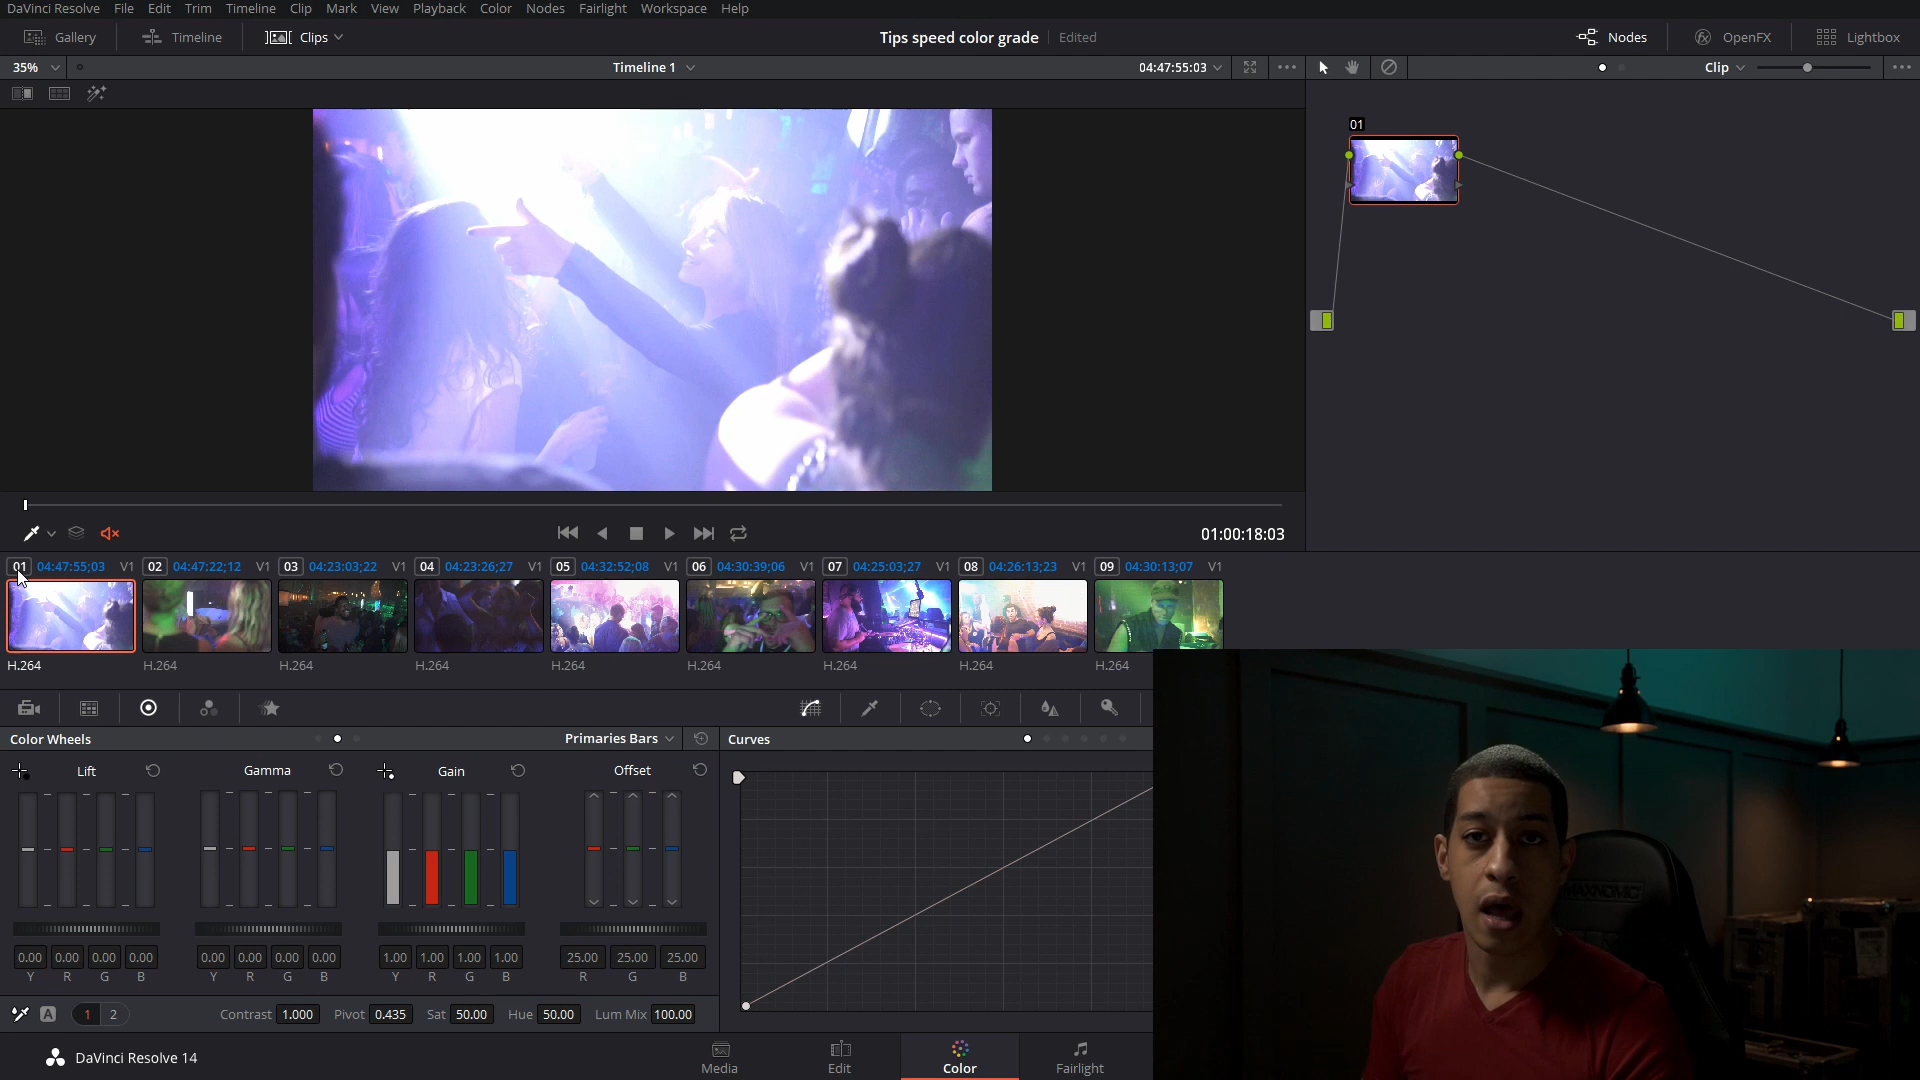 DaVinci Resolve File Edit Trim Timeline Clip Mark View Playback Color Nodes Fairlight Workspace Help
Gallery Timeline Clips Tips speed color grade Edited Nodes OpenFX Lightbox
35% Timeline 1 04:47:55:03 Clip
01
01:00:18:03
01 04:47:55;03 V1 02 04:47:22;12 V1 03 04:23:03;22 V1 04 04:23:26;27 V1 05 04:32:52;08 V1 06 04:30:39;06 V1 07 04:25:03;27 V1 08 04:26:13;23 V1 09 04:30:13;07 V1
H.264 H.264 H.264 H.264 H.264 H.264 H.264 H.264 H.264
Color Wheels Primaries Bars Curves
Lift Gamma Gain Offset
0.00 0.00 0.00 0.00 0.00 0.00 0.00 0.00 1.00 1.00 1.00 1.00 25.00 25.00 25.00
Y R G B Y R G B Y R G B R G B
A 1 2 Contrast 1.000 Pivot 0.435 Sat 50.00 Hue 50.00 Lum Mix 100.00
DaVinci Resolve 14 Media Edit Color Fairlight
MAXNOMIC